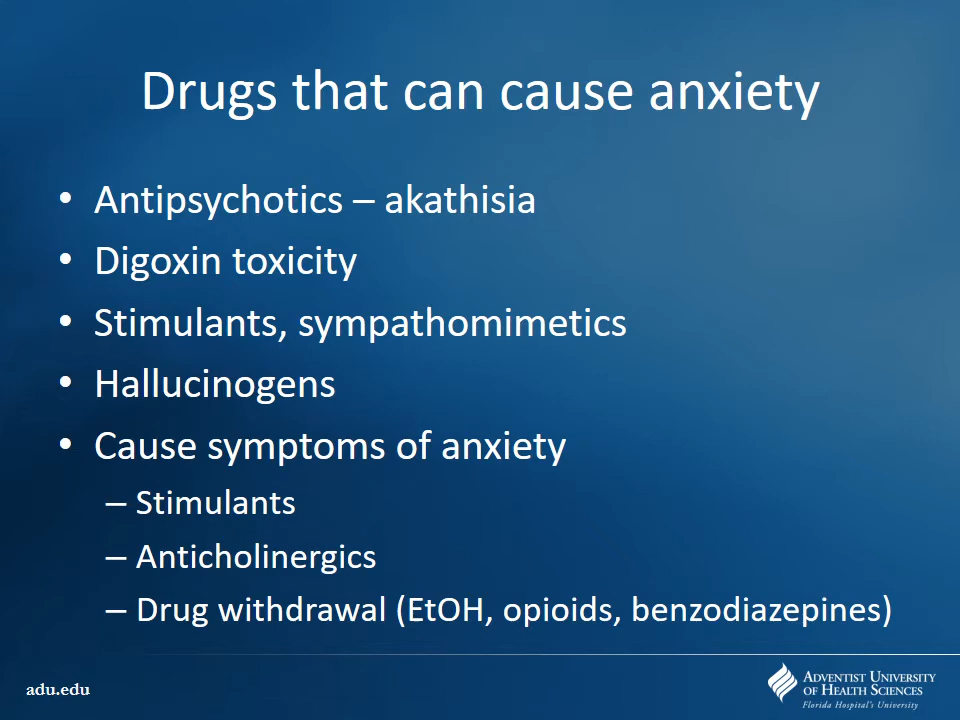 Drugs that can cause anxiety
• Antipsychotics – akathisia
• Digoxin toxicity
• Stimulants, sympathomimetics
• Hallucinogens
• Cause symptoms of anxiety
– Stimulants
– Anticholinergics
– Drug withdrawal (EtOH, opioids, benzodiazepines)
adu.edu
ADVENTIST UNIVERSITY
OF HEALTH SCIENCES
Florida Hospital's University